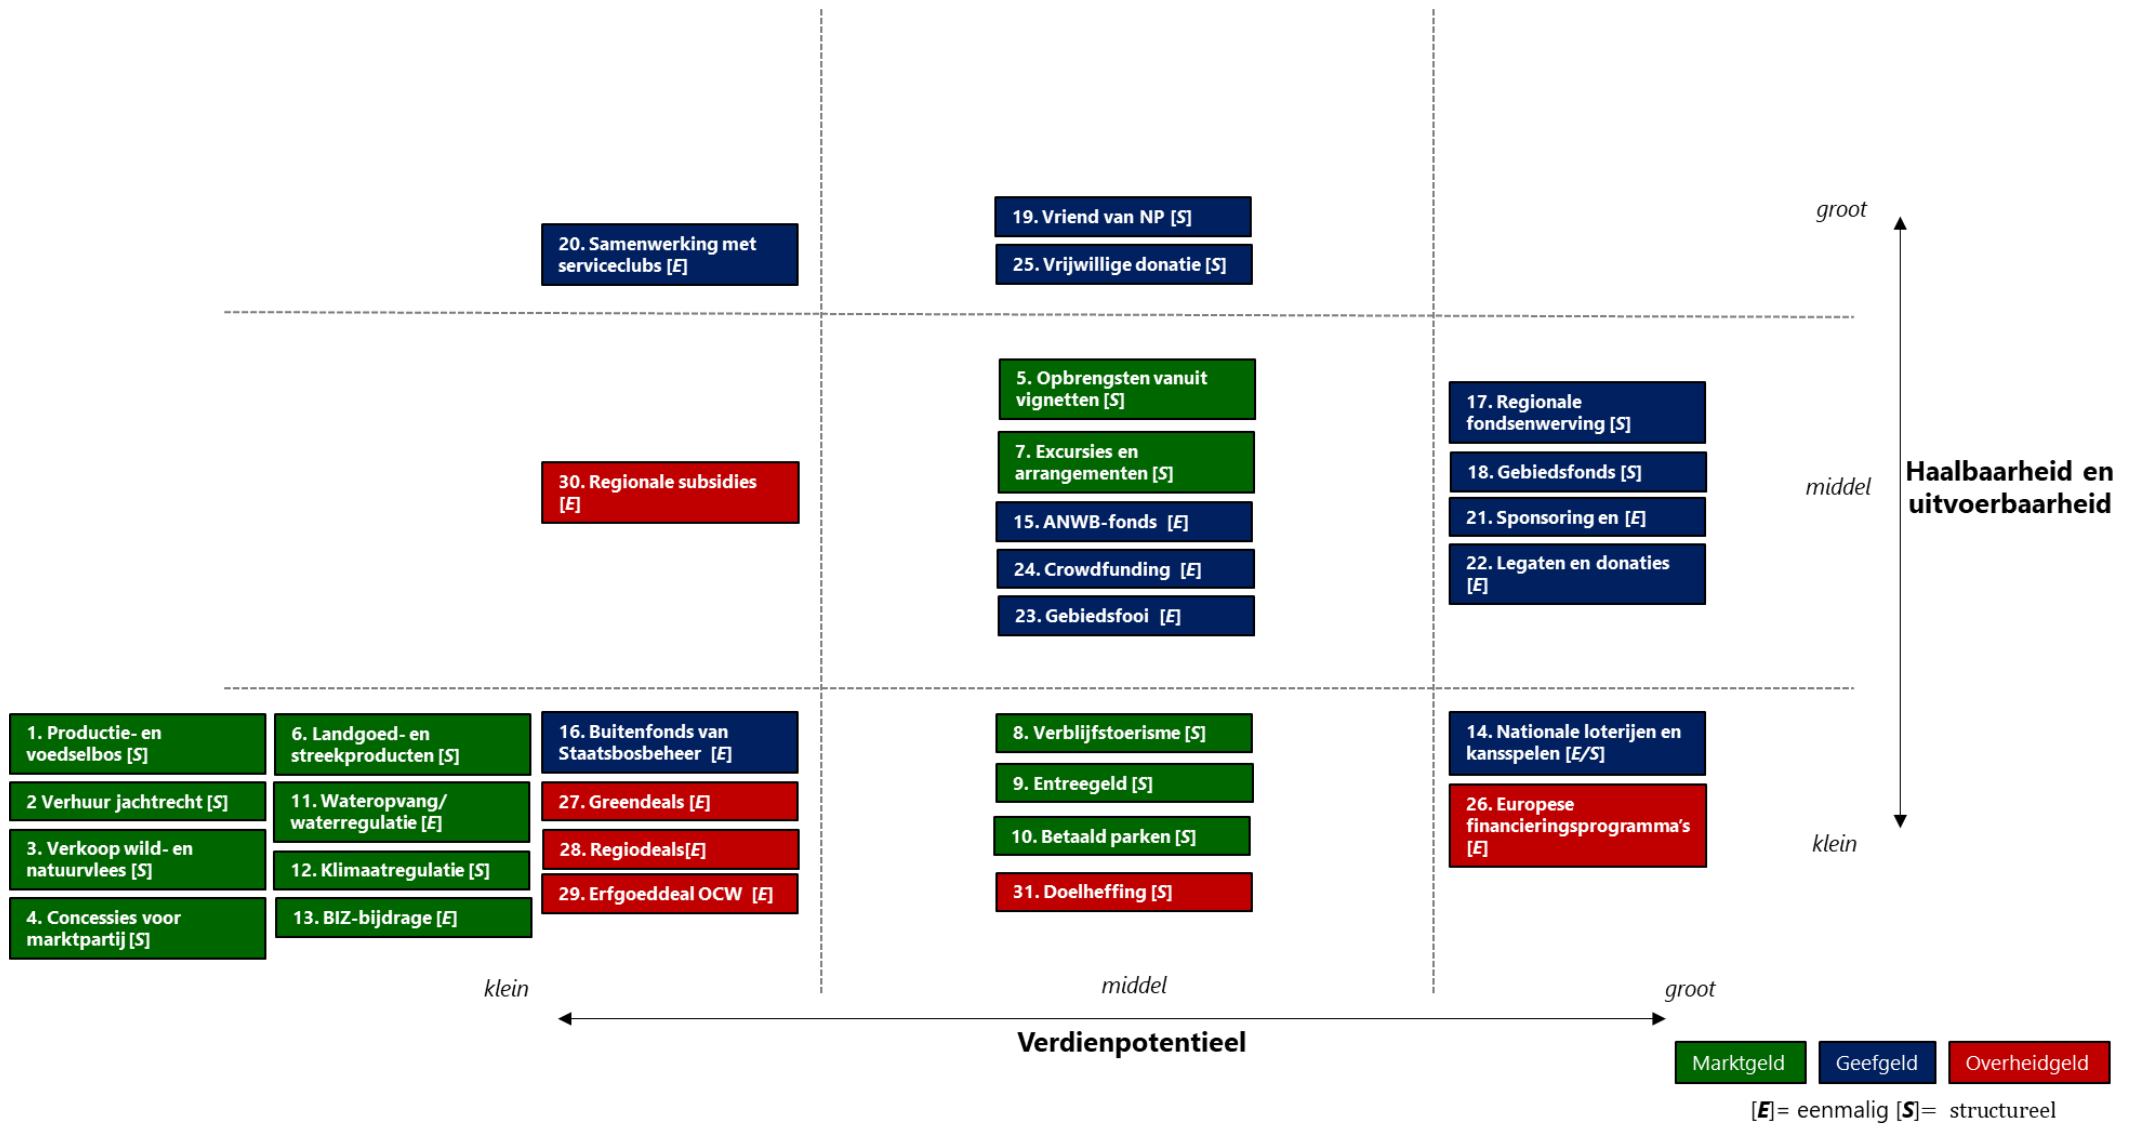 groot
19. Vriend van NP [S]
20. Samenwerking met
serviceclubs [E]
25. Vrijwillige donatie [S]
5. Opbrengsten vanuit
vignetten [S]
17. Regionale
fondsenwerving [S]
7. Excursies en
arrangementen [S]
18. Gebiedsfonds [S]
Haalbaarheid en
uitvoerbaarheid
middel
30. Regionale subsidies
[E]
15. ANWB-fonds [E]
21. Sponsoring en [E]
24. Crowdfunding [E]
22. Legaten en donaties
[E]
23. Gebiedsfooi [E]
1. Productie- en
voedselbos [S]
6. Landgoed- en
streekproducten [S]
16. Buitenfonds van
Staatsbosbeheer [E]
8. Verblijfstoerisme [S]
14. Nationale loterijen en
kansspelen [E/S]
2 Verhuur jachtrecht [S]
11. Wateropvang/
waterregulatie [E]
27. Greendeals [E]
9. Entreegeld [S]
26. Europese
financieringsprogramma's
[E]
3. Verkoop wild- en
natuurvlees [S]
12. Klimaatregulatie [S]
28. Regiodeals[E]
10. Betaald parken [S]
klein
4. Concessies voor
marktpartij [S]
13. BIZ-bijdrage [E]
29. Erfgoeddeal OCW [E]
31. Doelheffing [S]
klein
middel
groot
Verdienpotentieel
Marktgeld
Geefgeld
Overheidgeld
[E]= eenmalig [S]= structureel